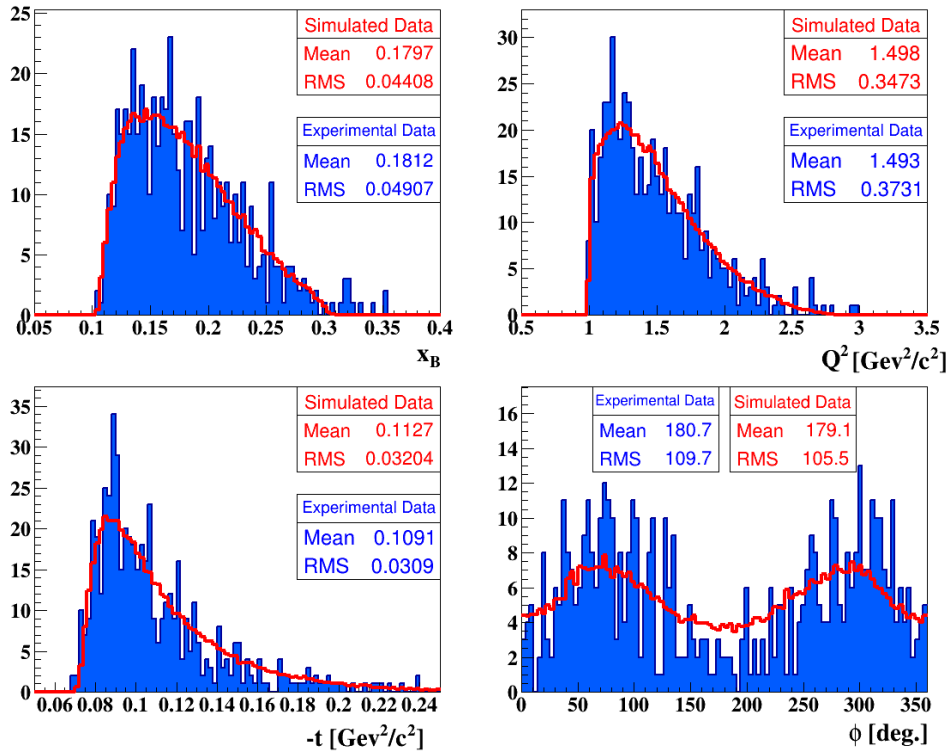 Simulated Data
Mean 0.1797
RMS 0.04408
Experimental Data
Mean 0.1812
RMS 0.04907
25
20
15
10
5
0
0.05 0.1 0.15 0.2 0.25 0.3 0.35 0.4
x_B
Simulated Data
Mean 1.498
RMS 0.3473
Experimental Data
Mean 1.493
RMS 0.3731
30
25
20
15
10
5
0
0.5 1 1.5 2 2.5 3 3.5
Q² [Gev²/c²]
Simulated Data
Mean 0.1127
RMS 0.03204
Experimental Data
Mean 0.1091
RMS 0.0309
35
30
25
20
15
10
5
0
0.06 0.08 0.1 0.12 0.14 0.16 0.18 0.2 0.22 0.24
-t [Gev²/c²]
Experimental Data
Mean 180.7
RMS 109.7
Simulated Data
Mean 179.1
RMS 105.5
16
14
12
10
8
6
4
2
0
0 50 100 150 200 250 300 350
ϕ [deg.]